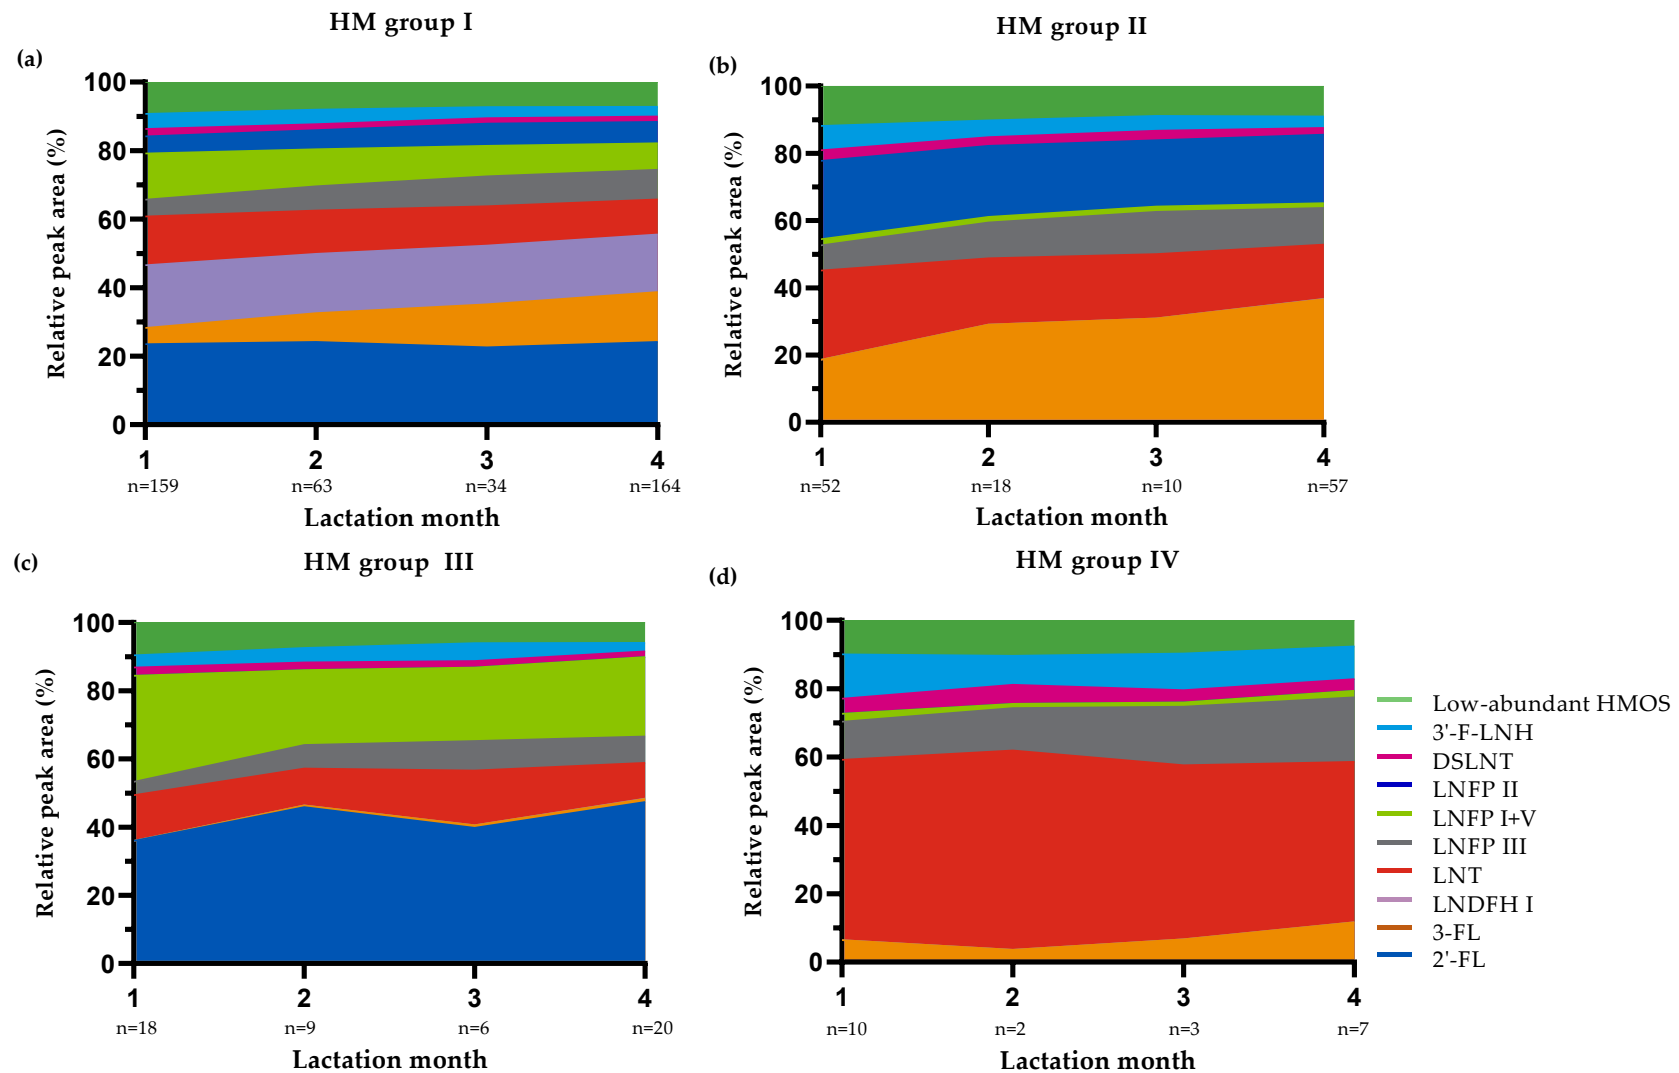 HM group I
(a)
Relative peak area (%)
100
80
60
40
20
0
1 2 3 4
n=159 n=63 n=34 n=164
Lactation month
HM group II
(b)
Relative peak area (%)
100
80
60
40
20
0
1 2 3 4
n=52 n=18 n=10 n=57
Lactation month
HM group III
(c)
Relative peak area (%)
100
80
60
40
20
0
1 2 3 4
n=18 n=9 n=6 n=20
Lactation month
HM group IV
(d)
Relative peak area (%)
100
80
60
40
20
0
1 2 3 4
n=10 n=2 n=3 n=7
Lactation month
Low-abundant HMOS
3'-F-LNH
DSLNT
LNFP II
LNFP I+V
LNFP III
LNT
LNDFH I
3-FL
2'-FL